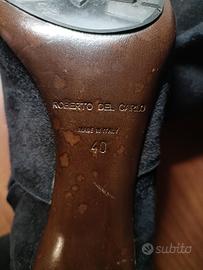 ROBERTO DEL CARLO
MADE IN ITALY
40
subito